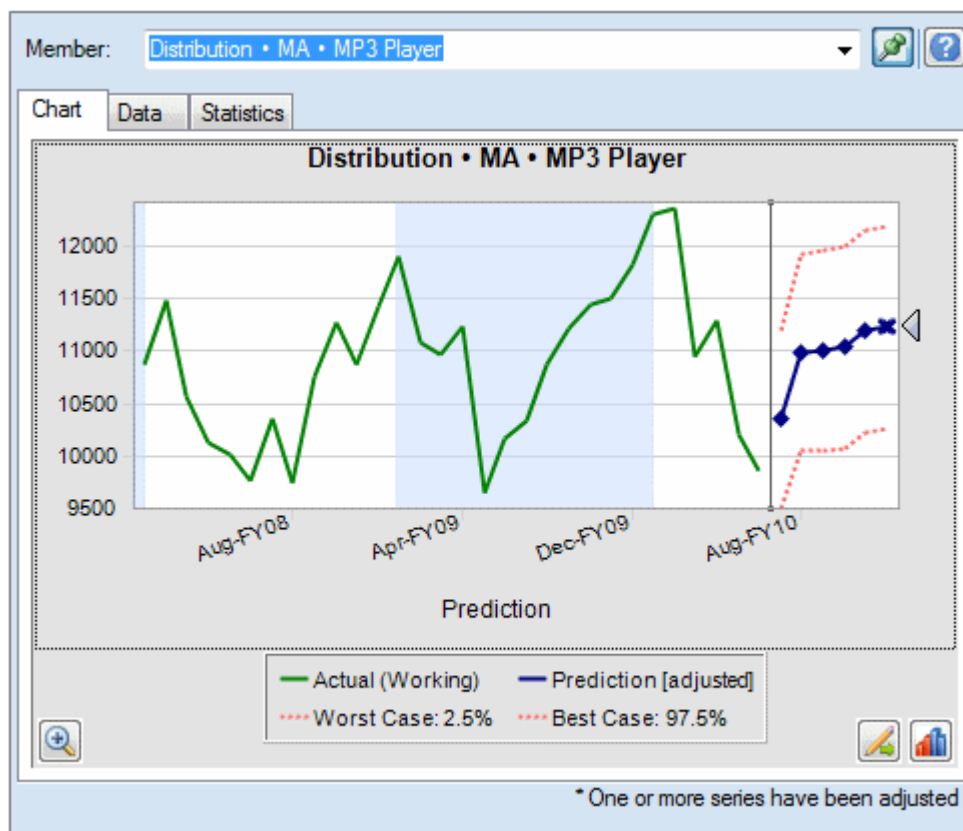 Member: Distribution • MA • MP3 Player
Chart Data Statistics
Distribution • MA • MP3 Player
12000
11500
11000
10500
10000
9500
Aug-FY08 Apr-FY09 Dec-FY09 Aug-FY10
Prediction
Actual (Working) Prediction [adjusted]
Worst Case: 2.5% Best Case: 97.5%
* One or more series have been adjusted